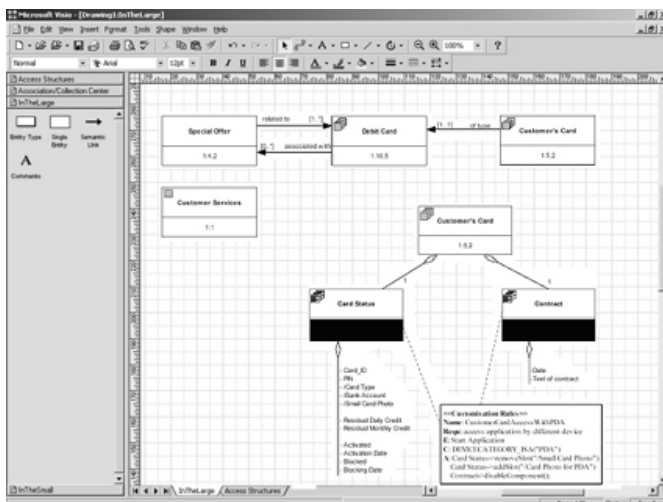 Microsoft Visio - [Drawing1:InTheLarge]
File Edit View Insert Format Tools Shape Window Help
100%
Normal Arial 12pt B I U
Access Structures
Association/Collection Center
InTheLarge
Entity Type Single Entity Semantic Link
A
Comments
Special Offer
1:4,2
related to [1..*]
[0..*] associated with
Debit Card
1:10,5
[1..1]
Customer's Card
1:5,2
Customer Services
1:1
Customer's Card
1:5,2
1
Card Status
Contract
Card_ID
PIN
/Card Type
/Bank Account
/Small Card Photo
Residual Daily Credit
Residual Monthly Credit
Activated
Activation Date
Blocked
Blocking Date
Date
Text of contract
<<Customisation Rules>>
Name: CustomerCardAccessWithPDA
Requ: access application by different device
E: Start Application
C: DEVICECATEGORY_ISA("PDA")
A: Card Status->removeSlot("/Small Card Photo")
Card Status->addSlot("/Card Photo for PDA")
Contract->disableComponent();
InTheSmall
InTheLarge Access Structures